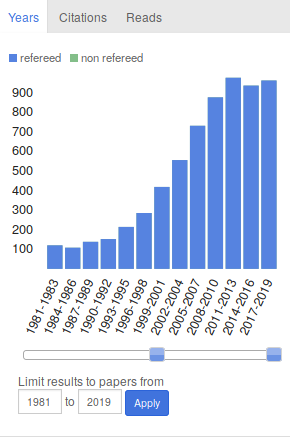 Years Citations Reads
refereed non refereed
900
800
700
600
500
400
300
200
100
1981-1983 1984-1986 1987-1989 1990-1992 1993-1995 1996-1998 1999-2001 2002-2004 2005-2007 2008-2010 2011-2013 2014-2016 2017-2019
Limit results to papers from
1981 to 2019 Apply